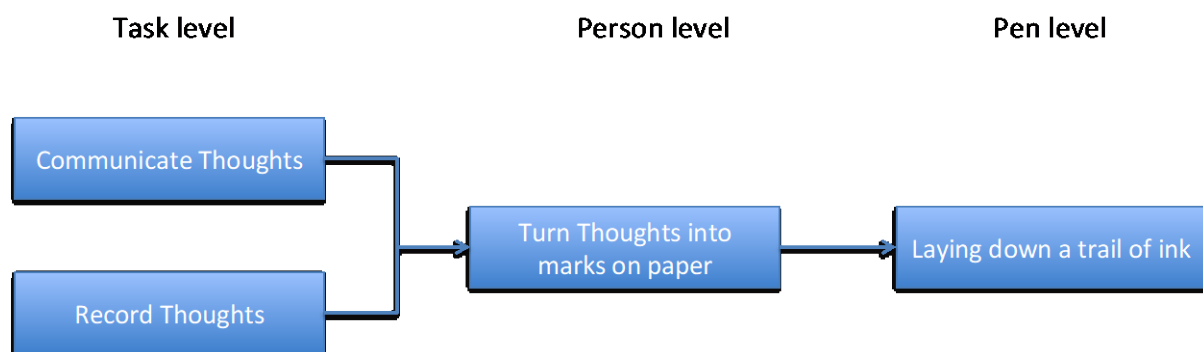 Task level
Person level
Pen level
Communicate Thoughts
Record Thoughts
Turn Thoughts into
marks on paper
Laying down a trail of ink